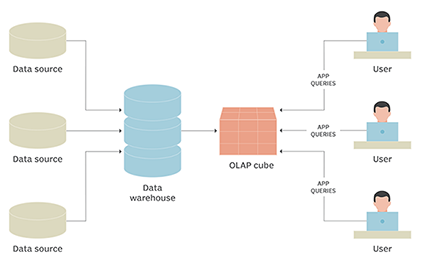 Data source
User
APP
QUERIES
Data source
OLAP cube
APP
QUERIES
User
Data
warehouse
APP
QUERIES
Data source
User